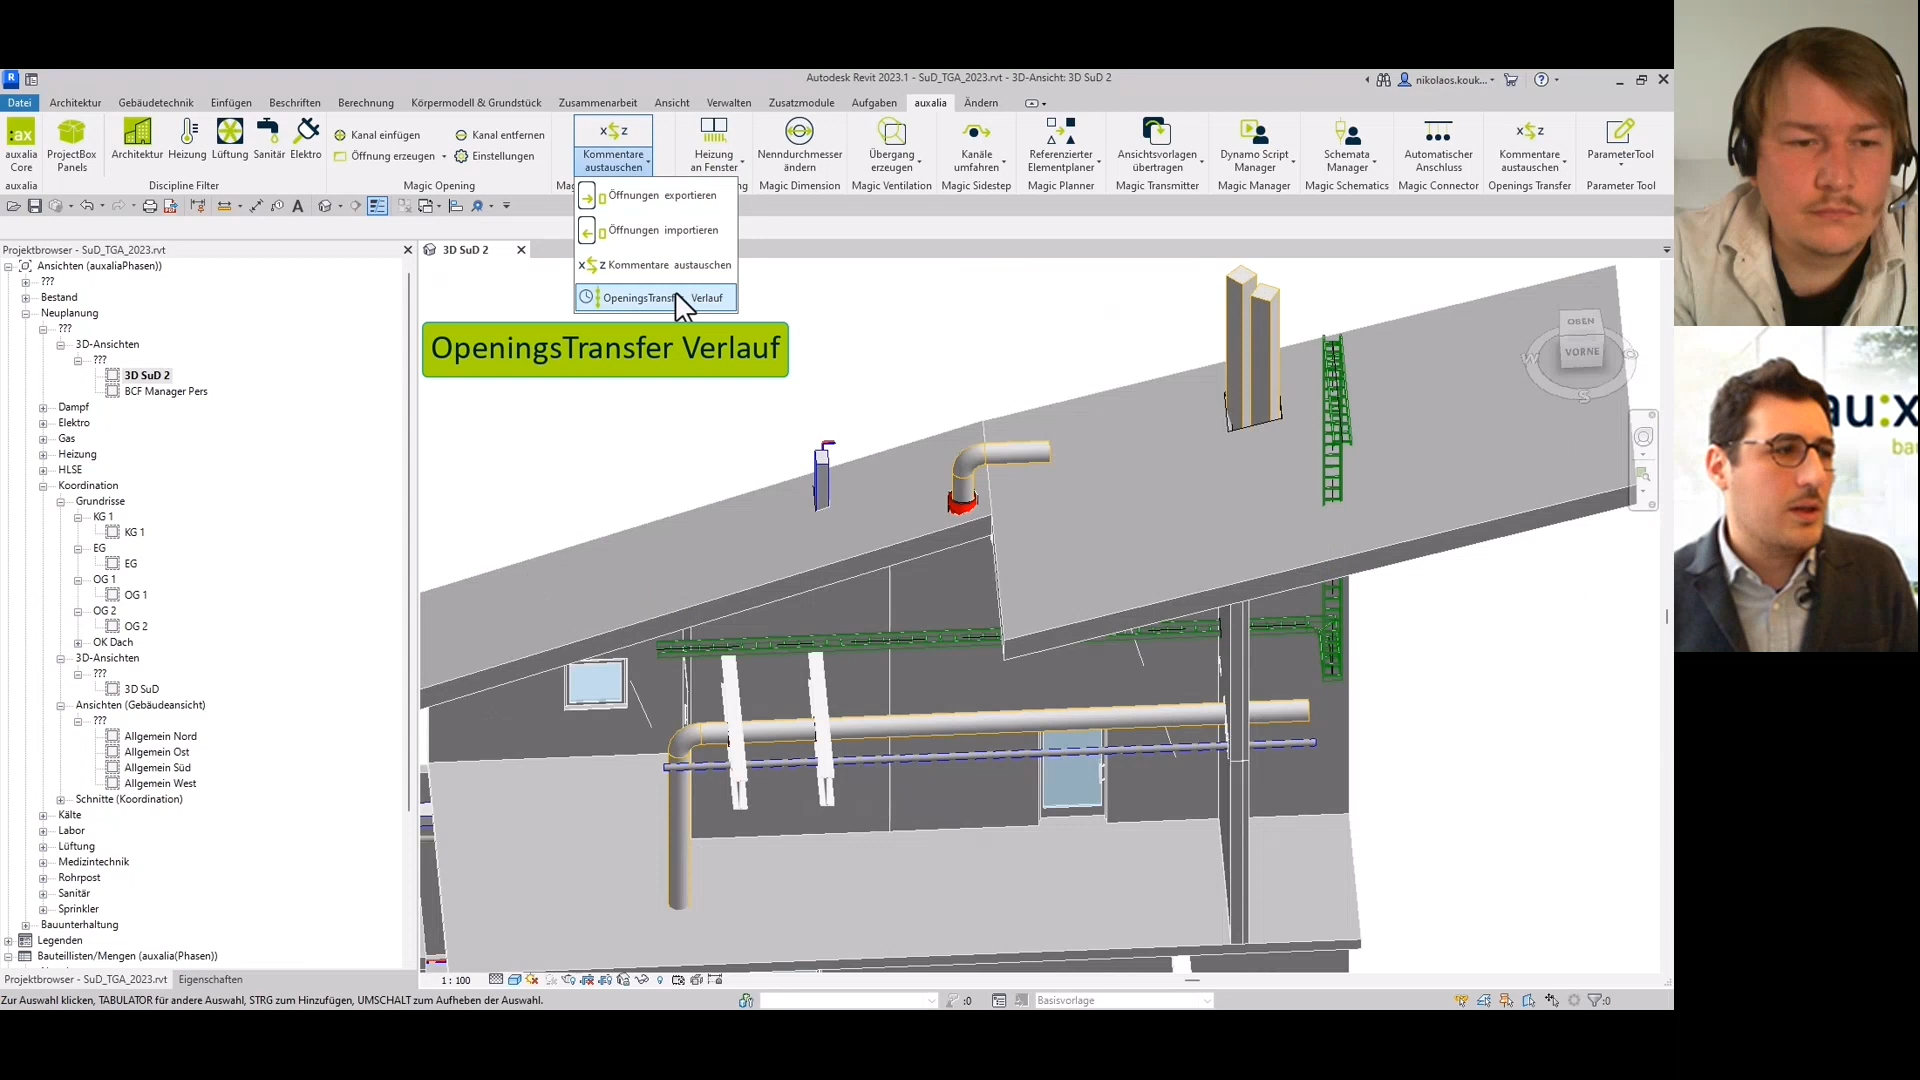 Autodesk Revit 2023.1 - SuD_TGA_2023.rvt - 3D-Ansicht: 3D SuD 2
nikolaos.kouk...
Datei Architektur Gebäudetechnik Einfügen Beschriften Berechnung Körpermodell & Grundstück Zusammenarbeit Ansicht Verwalten Zusatzmodule Aufgaben auxalia Ändern
:ax
auxalia Core
ProjectBox Panels
Architektur Heizung Lüftung Sanitär Elektro
Kanal einfügen
Kanal entfernen
Öffnung erzeugen
Einstellungen
Kommentare austauschen
Heizung an Fenster
Nenndurchmesser ändern
Übergang erzeugen
Kanäle umfahren
Referenzierter Elementplaner
Ansichtsvorlagen übertragen
Dynamo Script Manager
Schemata Manager
Automatischer Anschluss
Kommentare austauschen
ParameterTool
auxalia
Discipline Filter
Magic Opening
Magic Dimension
Magic Ventilation
Magic Sidestep
Magic Planner
Magic Transmitter
Magic Manager
Magic Schematics
Magic Connector
Openings Transfer
Parameter Tool
Öffnungen exportieren
Öffnungen importieren
Kommentare austauschen
OpeningsTransf Verlauf
OpeningsTransfer Verlauf
Projektbrowser - SuD_TGA_2023.rvt
3D SuD 2
Ansichten (auxaliaPhasen))
???
Bestand
Neuplanung
???
3D-Ansichten
???
3D SuD 2
BCF Manager Pers
Dampf
Elektro
Gas
Heizung
HLSE
Koordination
Grundrisse
KG 1
KG 1
EG
EG
OG 1
OG 1
OG 2
OG 2
OK Dach
3D-Ansichten
???
3D SuD
Ansichten (Gebäudeansicht)
???
Allgemein Nord
Allgemein Ost
Allgemein Süd
Allgemein West
Schnitte (Koordination)
Kälte
Labor
Lüftung
Medizintechnik
Rohrpost
Sanitär
Sprinkler
Bauunterhaltung
Legenden
Bauteillisten/Mengen (auxalia(Phasen))
OBEN
VORNE
W
S
au:x
ba
Projektbrowser - SuD_TGA_2023.rvt Eigenschaften
1 : 100
Zur Auswahl klicken, TABULATOR für andere Auswahl, STRG zum Hinzufügen, UMSCHALT zum Aufheben der Auswahl.
:0
Basisvorlage
:0